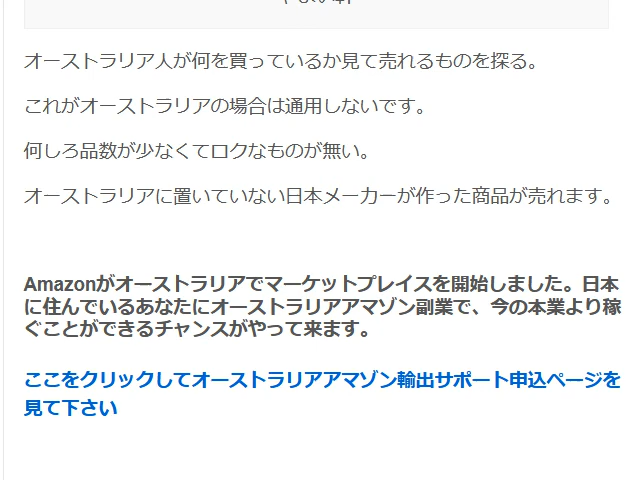 オーストラリア人が何を買っているか見て売れるものを探る。
これがオーストラリアの場合は通用しないです。
何しろ品数が少なくてロクなものが無い。
オーストラリアに置いていない日本メーカーが作った商品が売れます。
Amazonがオーストラリアでマーケットプレイスを開始しました。日本
に住んでいるあなたにオーストラリアアマゾン副業で、今の本業より稼
ぐことができるチャンスがやって来ます。
ここをクリックしてオーストラリアアマゾン輸出サポート申込ページを
見て下さい